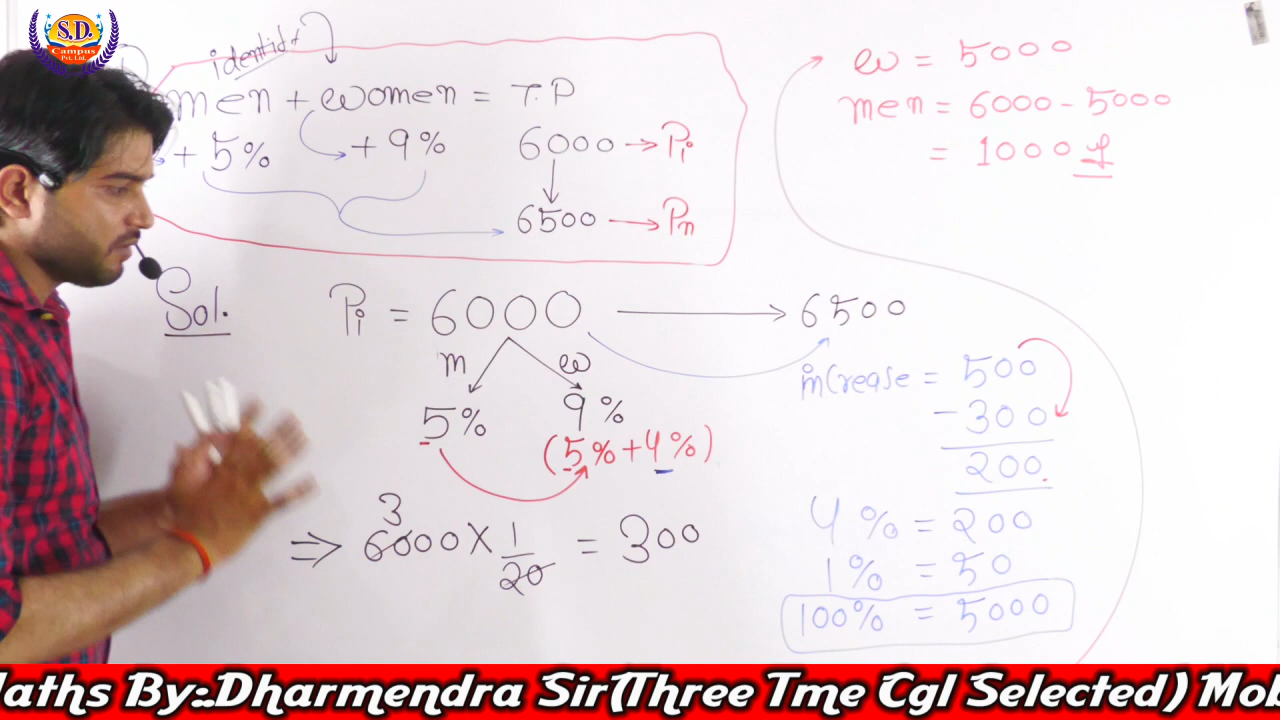 S.D.
Campus
Pvt. Ltd.
men + women = T.P
+ 5% + 9% 6000 → Pi
6500 → Pn
w = 5000
men = 6000 - 5000
= 1000
Sol.
Pi = 6000 → 6500
m w
5% 9%
(5% + 4%)
⇒ 6000 × 1/20 = 300
3
increase = 500
- 300
200
4% = 200
1% = 50
100% = 5000
Maths By:-Dharmendra Sir(Three Tme Cgl Selected) Mob